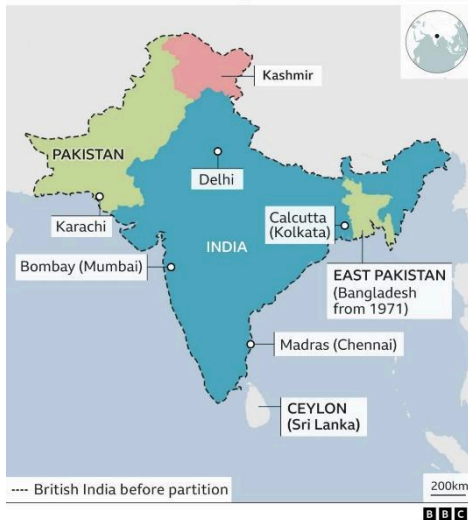 Kashmir
PAKISTAN
Delhi
Karachi
Calcutta
(Kolkata)
INDIA
Bombay (Mumbai)
EAST PAKISTAN
(Bangladesh
from 1971)
Madras (Chennai)
CEYLON
(Sri Lanka)
---- British India before partition
200km
BBC